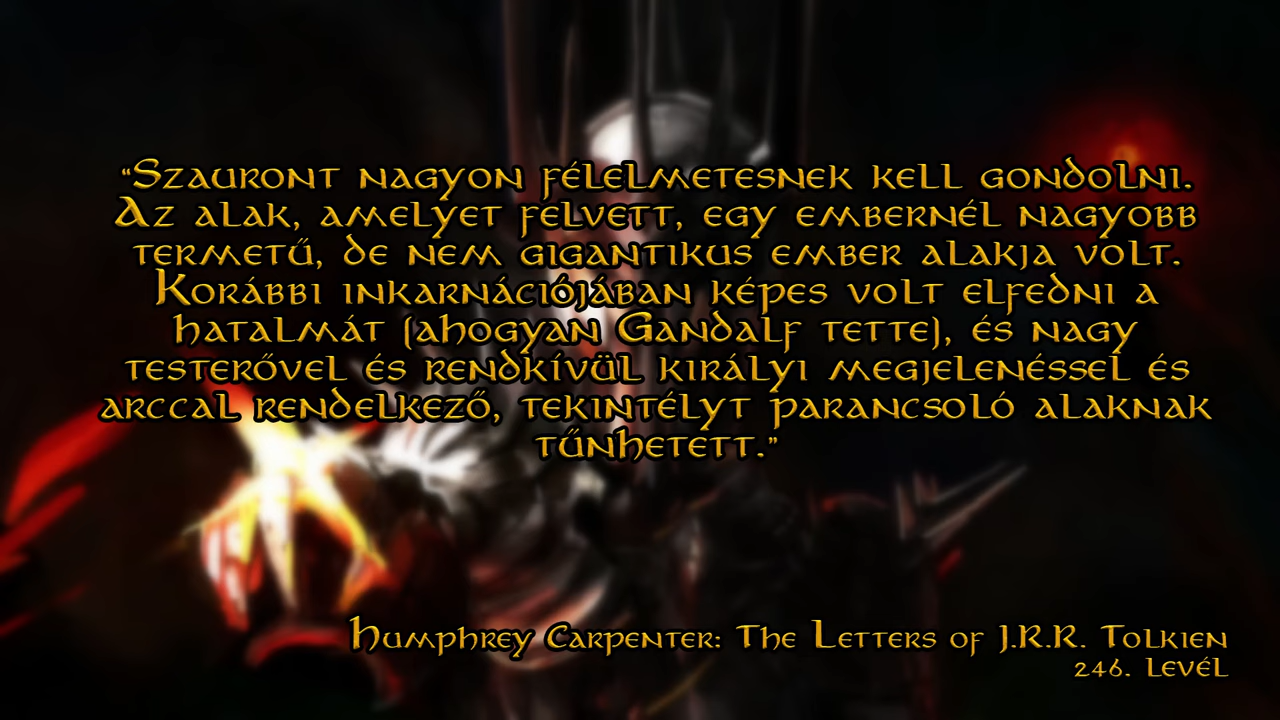 “Szauront nagyon félelmetesnek kell gondolni.
Az alak, amelyet felvett, egy embernél nagyobb
termetű, de nem gigantikus ember alakja volt.
Korábbi inkarnációjában képes volt elfedni a
hatalmát (ahogyan Gandalf tette), és nagy
testerővel és rendkívül királyi megjelenéssel és
arccal rendelkező, tekintélyt parancsoló alaknak
tűnhetett.”
Humphrey Carpenter: The Letters of J.R.R. Tolkien
246. levél